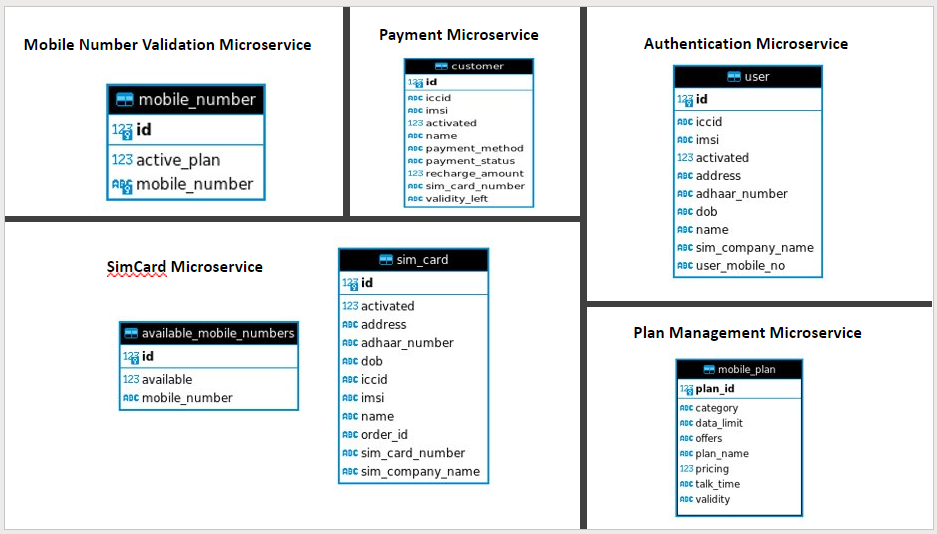 Mobile Number Validation Microservice
mobile_number
123 id
123 active_plan
ABC mobile_number
Payment Microservice
customer
123 id
ABC iccid
ABC imsi
123 activated
ABC name
ABC payment_method
ABC payment_status
123 recharge_amount
ABC sim_card_number
ABC validity_left
Authentication Microservice
user
123 id
ABC iccid
ABC imsi
123 activated
ABC address
ABC adhaar_number
ABC dob
ABC name
ABC sim_company_name
ABC user_mobile_no
SimCard Microservice
available_mobile_numbers
123 id
123 available
ABC mobile_number
sim_card
123 id
123 activated
ABC address
ABC adhaar_number
ABC dob
ABC iccid
ABC imsi
ABC name
ABC order_id
ABC sim_card_number
ABC sim_company_name
Plan Management Microservice
mobile_plan
123 plan_id
ABC category
ABC data_limit
ABC offers
ABC plan_name
123 pricing
ABC talk_time
ABC validity